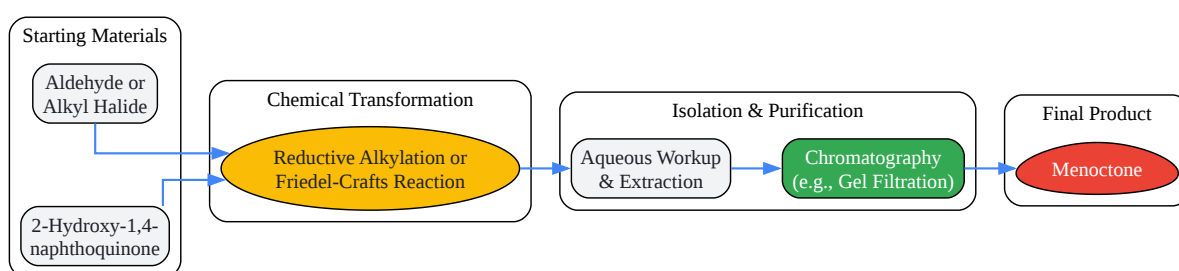 Starting Materials
Aldehyde or
Alkyl Halide
2-Hydroxy-1,4-
naphthoquinone
Chemical Transformation
Reductive Alkylation or
Friedel-Crafts Reaction
Isolation & Purification
Aqueous Workup
& Extraction
Chromatography
(e.g., Gel Filtration)
Final Product
Menoctone